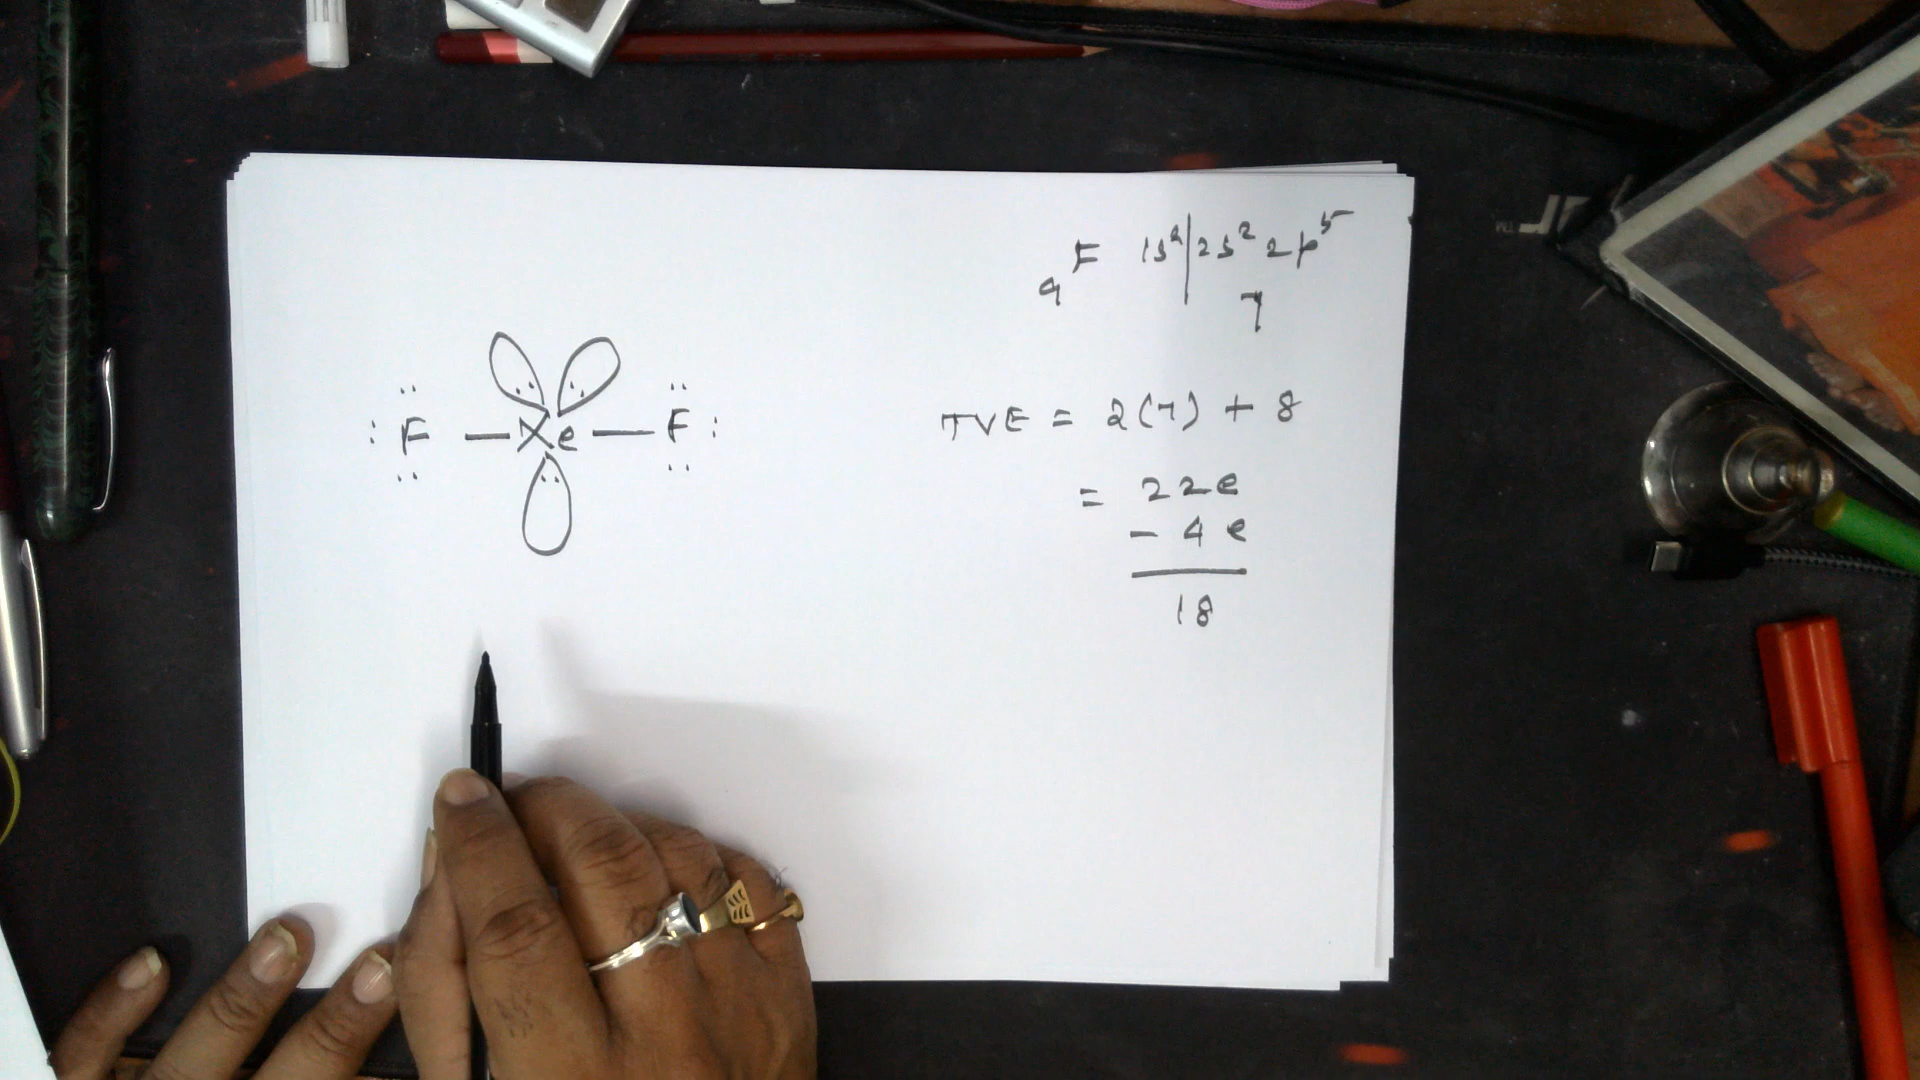 9F 1s² | 2s² 2p⁵
7
:F̈ — Xe — F̈:
TVE = 2(7) + 8
= 22e
- 4e
18